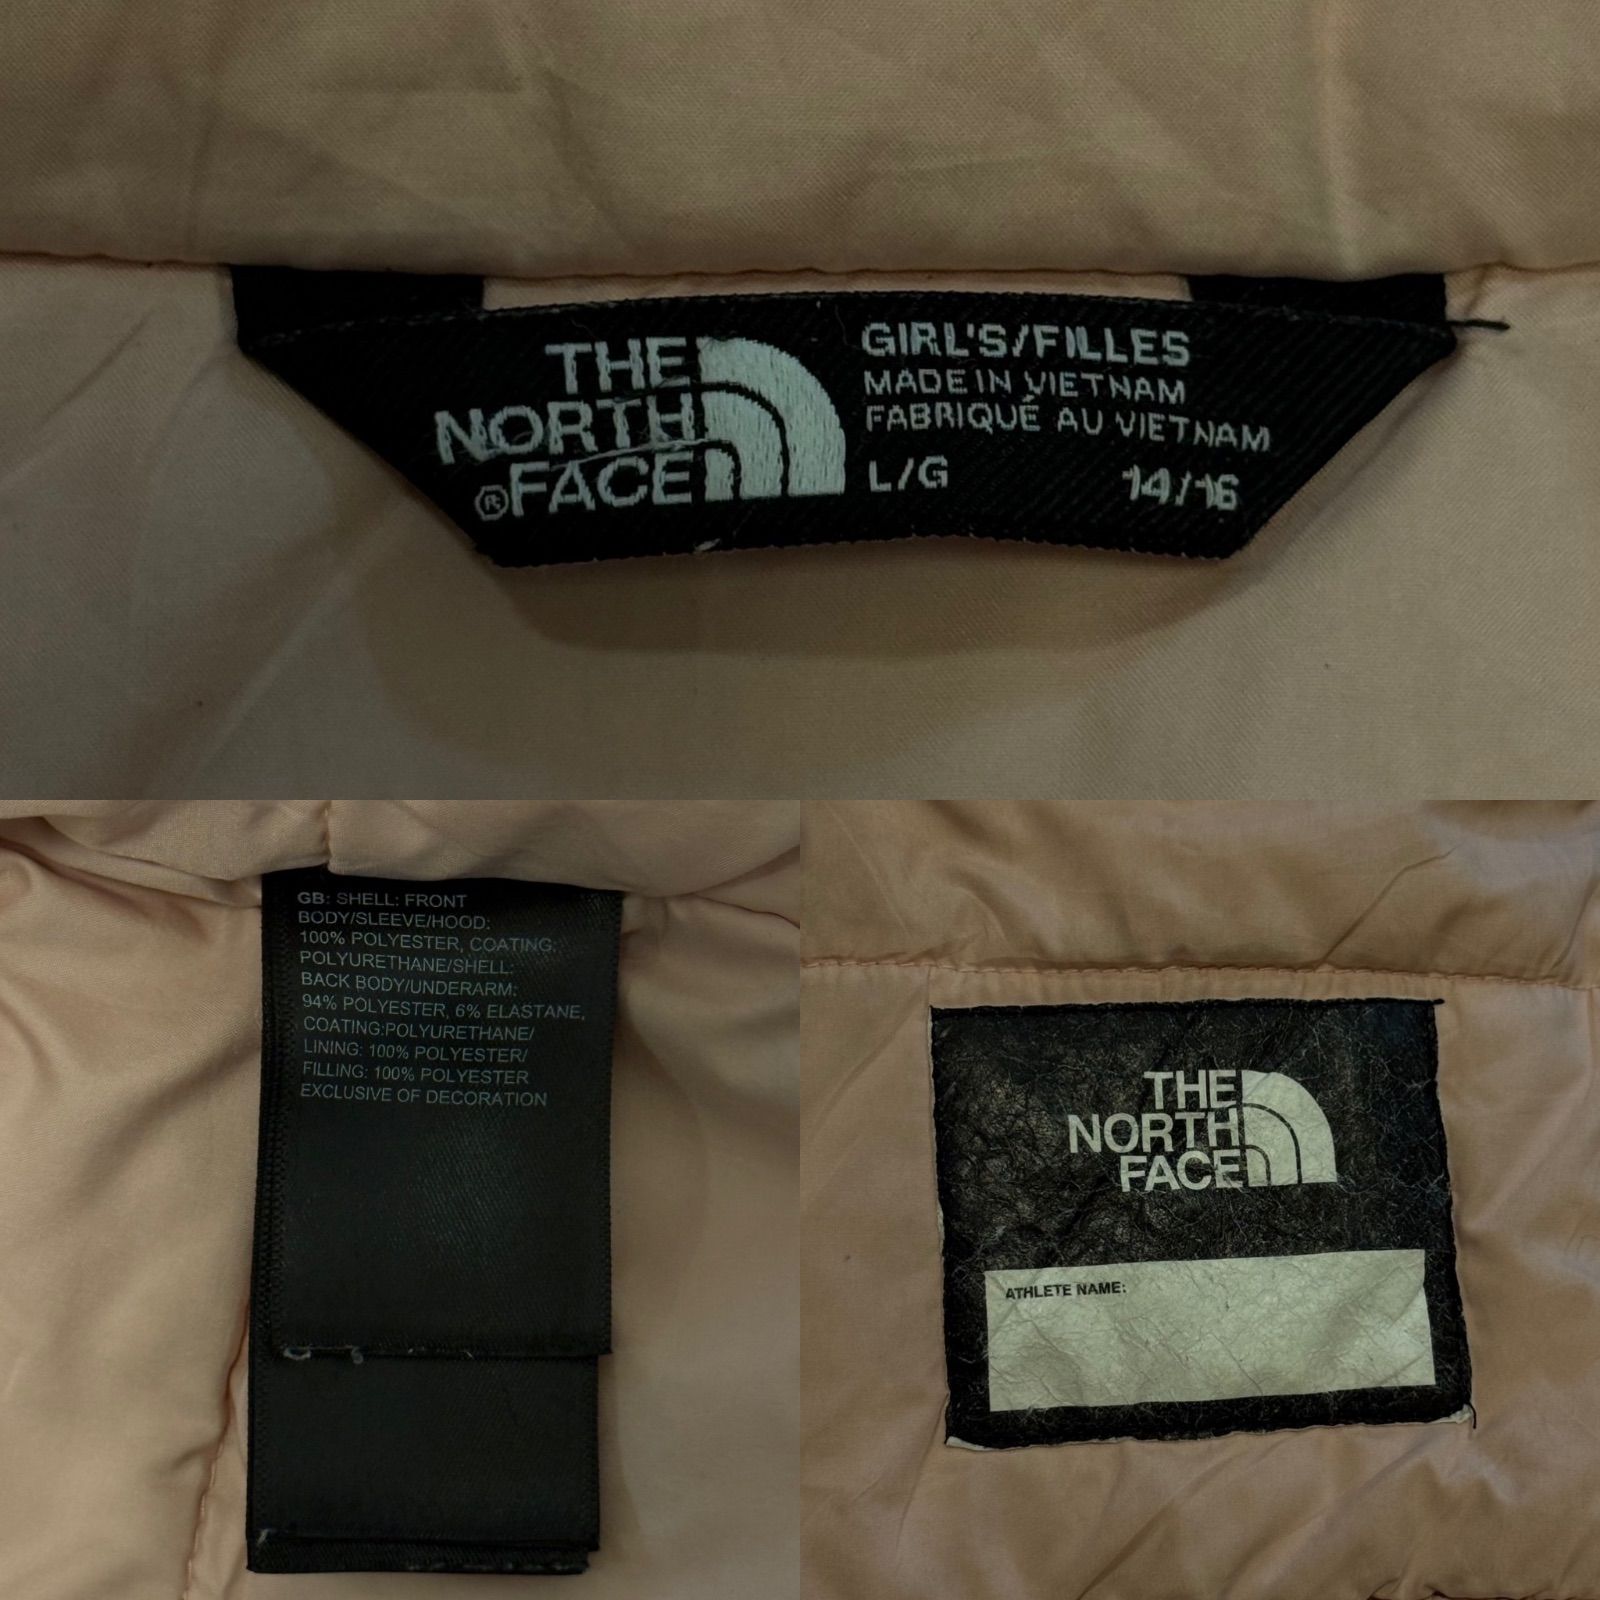 THE
NORTH
®FACE
GIRL'S/FILLES
MADE IN VIETNAM
FABRIQUÉ AU VIETNAM
L/G 14/16
GB: SHELL: FRONT
BODY/SLEEVE/HOOD:
100% POLYESTER, COATING:
POLYURETHANE/SHELL:
BACK BODY/UNDERARM:
94% POLYESTER, 6% ELASTANE,
COATING:POLYURETHANE/
LINING: 100% POLYESTER/
FILLING: 100% POLYESTER
EXCLUSIVE OF DECORATION
THE
NORTH
FACE
ATHLETE NAME: